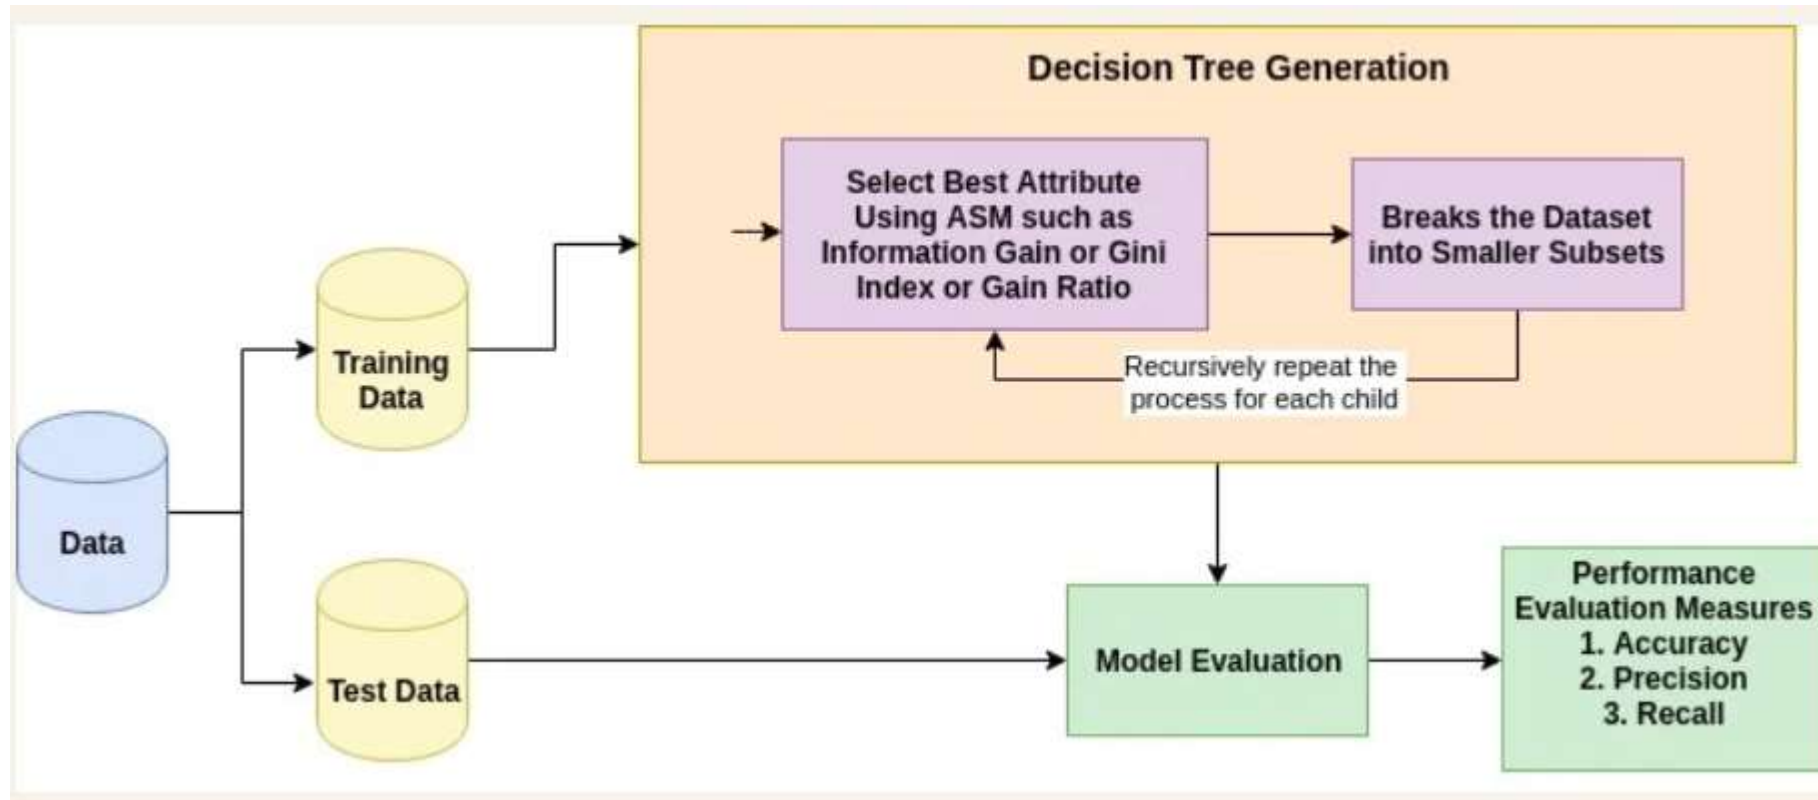 Decision Tree Generation
Select Best Attribute
Using ASM such as
Information Gain or Gini
Index or Gain Ratio
Breaks the Dataset
into Smaller Subsets
Recursively repeat the
process for each child
Training
Data
Data
Test Data
Model Evaluation
Performance
Evaluation Measures
1. Accuracy
2. Precision
3. Recall